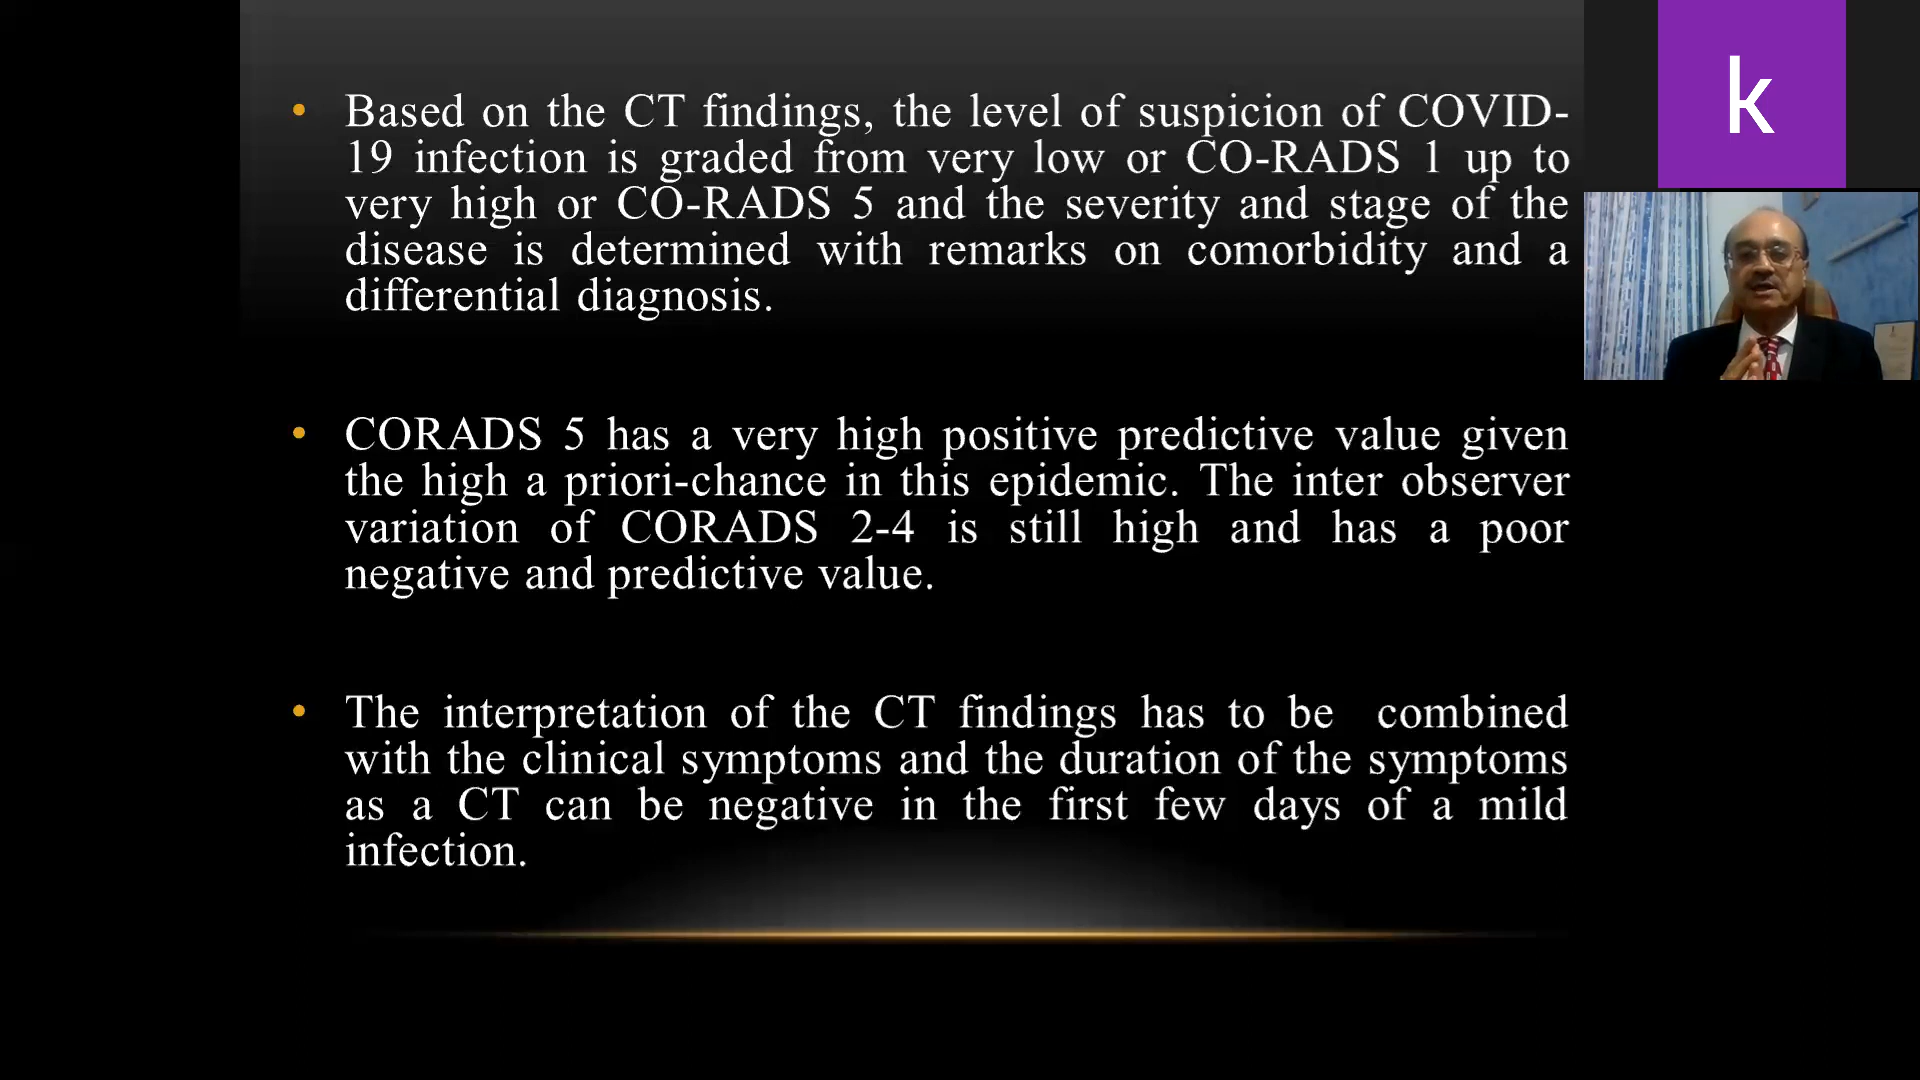 • Based on the CT findings, the level of suspicion of COVID-
19 infection is graded from very low or CO-RADS 1 up to
very high or CO-RADS 5 and the severity and stage of the
disease is determined with remarks on comorbidity and a
differential diagnosis.
• CORADS 5 has a very high positive predictive value given
the high a priori-chance in this epidemic. The inter observer
variation of CORADS 2-4 is still high and has a poor
negative and predictive value.
• The interpretation of the CT findings has to be combined
with the clinical symptoms and the duration of the symptoms
as a CT can be negative in the first few days of a mild
infection.
k